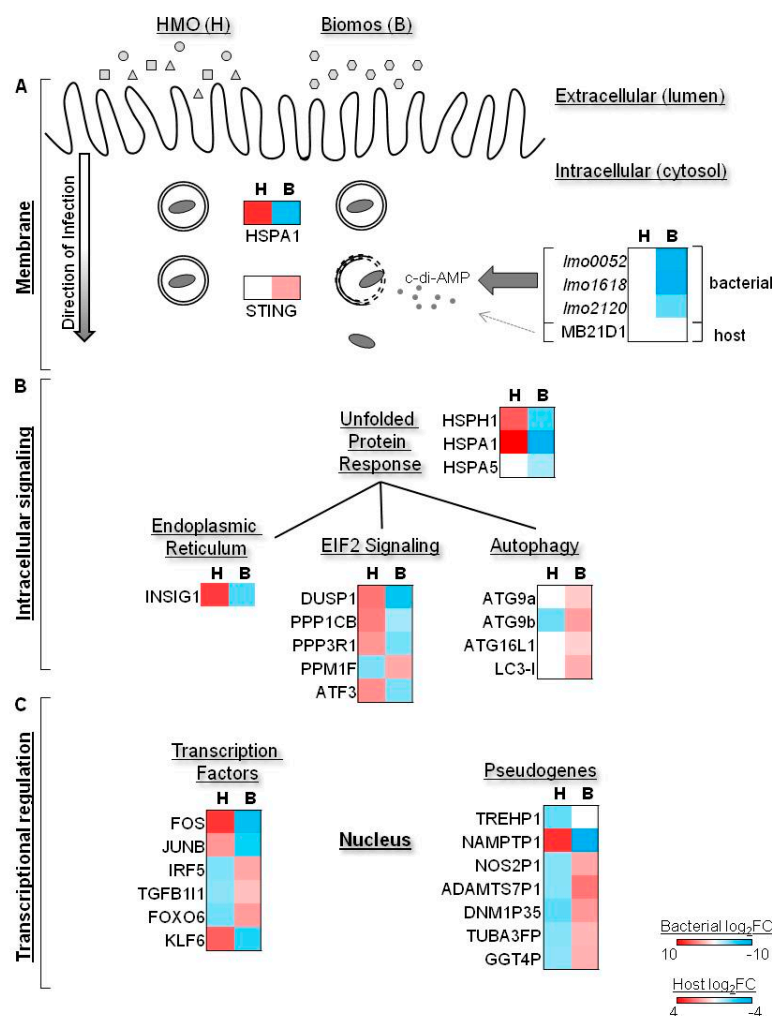 HMO (H)
Biomos (B)
A
Extracellular (lumen)
Intracellular (cytosol)
Membrane
Direction of Infection
H B
HSPA1
STING
c-di-AMP
H B
lmo0052
lmo1618
lmo2120
MB21D1
bacterial
host
B
Intracellular signaling
Unfolded
Protein
Response
H B
HSPH1
HSPA1
HSPA5
Endoplasmic
Reticulum
H B
INSIG1
EIF2 Signaling
H B
DUSP1
PPP1CB
PPP3R1
PPM1F
ATF3
Autophagy
H B
ATG9a
ATG9b
ATG16L1
LC3-I
C
Transcriptional regulation
Transcription
Factors
H B
FOS
JUNB
IRF5
TGFB1I1
FOXO6
KLF6
Nucleus
Pseudogenes
H B
TREHP1
NAMPTP1
NOS2P1
ADAMTS7P1
DNM1P35
TUBA3FP
GGT4P
Bacterial log2FC
10 -10
Host log2FC
4 -4